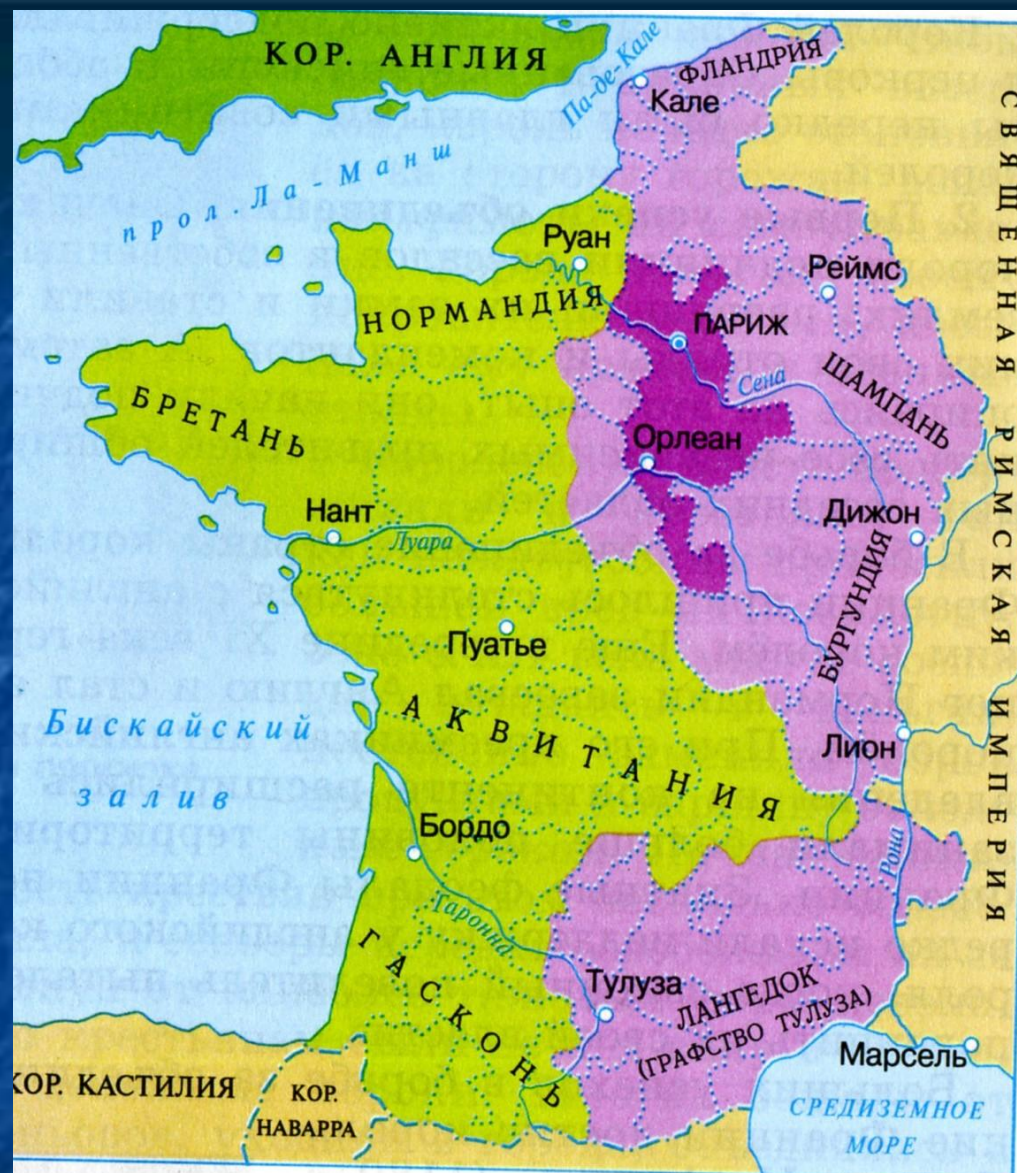 КОР. АНГЛИЯ
Па-де-Кале
ФЛАНДРИЯ
Кале
прол. Ла-Манш
СВЯЩЕННАЯ РИМСКАЯ ИМПЕРИЯ
Руан
Реймс
НОРМАНДИЯ
ПАРИЖ
Сена
ШАМПАНЬ
БРЕТАНЬ
Орлеан
Нант
Луара
Дижон
БУРГУНДИЯ
Пуатье
АКВИТАНИЯ
Бискайский
залив
Лион
Бордо
Рона
Гаронна
ГАСКОНЬ
Тулуза
ЛАНГЕДОК
(ГРАФСТВО ТУЛУЗА)
Марсель
КОР. КАСТИЛИЯ
КОР.
НАВАРРА
СРЕДИЗЕМНОЕ
МОРЕ